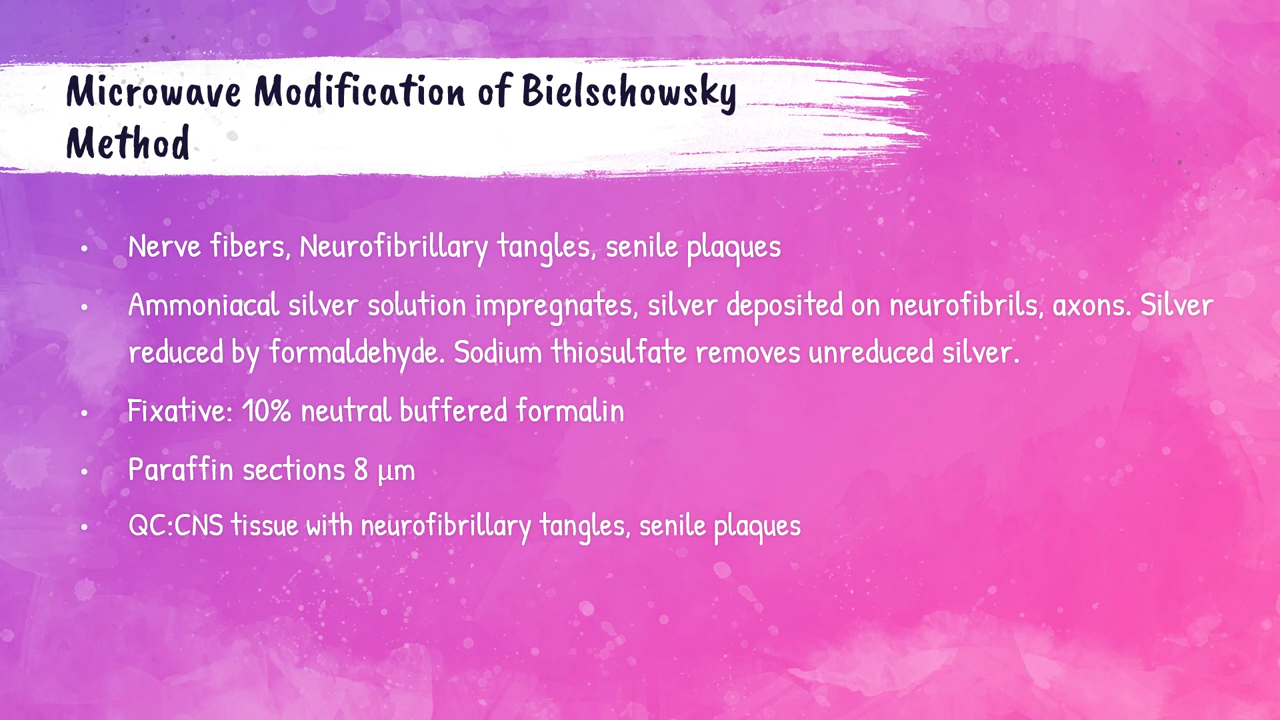 Microwave Modification of Bielschowsky
Method
• Nerve fibers, Neurofibrillary tangles, senile plaques
• Ammoniacal silver solution impregnates, silver deposited on neurofibrils, axons. Silver
reduced by formaldehyde. Sodium thiosulfate removes unreduced silver.
• Fixative: 10% neutral buffered formalin
• Paraffin sections 8 µm
• QC:CNS tissue with neurofibrillary tangles, senile plaques